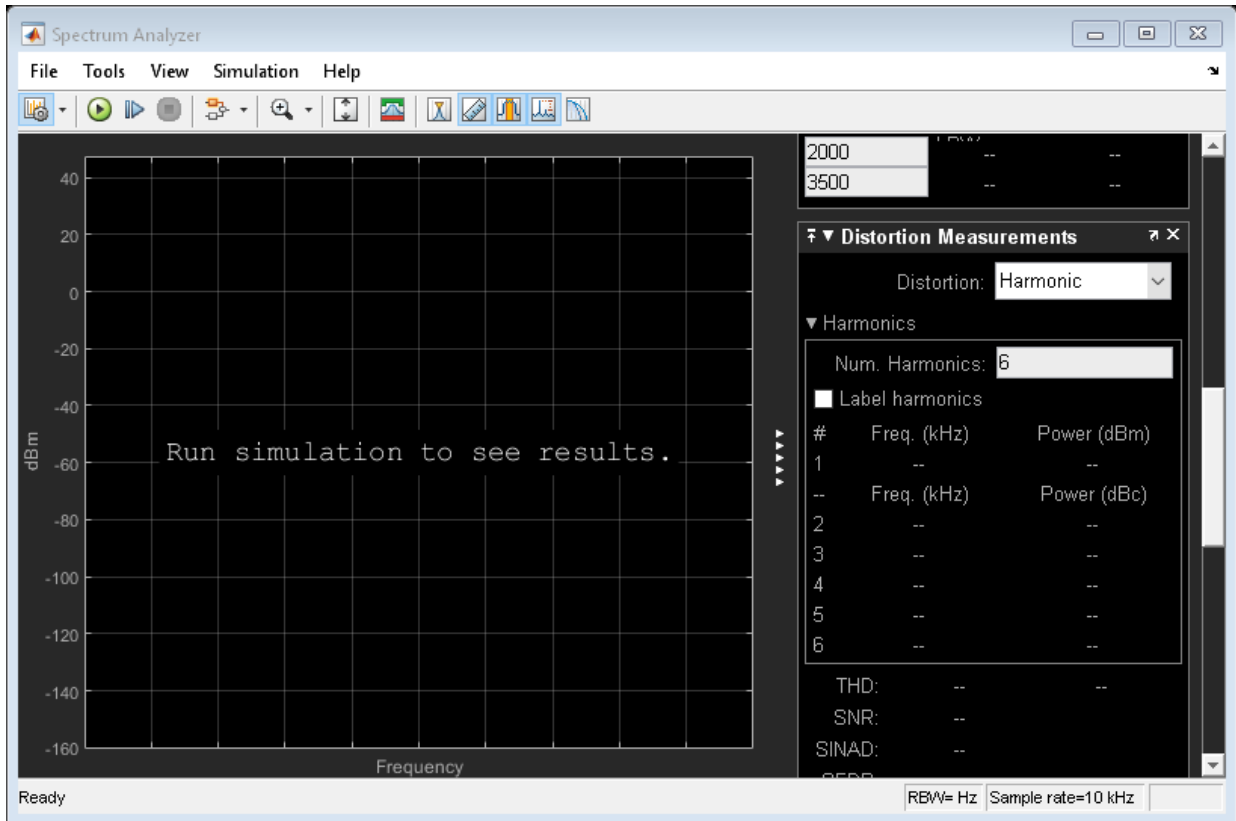 Spectrum Analyzer
File Tools View Simulation Help
40
20
0
-20
-40
-60
-80
-100
-120
-140
-160
dBm
Run simulation to see results.
Frequency
2000 -- --
3500 -- --
Distortion Measurements
Distortion: Harmonic
Harmonics
Num. Harmonics: 6
Label harmonics
# Freq. (kHz) Power (dBm)
1 -- --
-- Freq. (kHz) Power (dBc)
2 -- --
3 -- --
4 -- --
5 -- --
6 -- --
THD: -- --
SNR: --
SINAD: --
Ready
RBW= Hz Sample rate=10 kHz